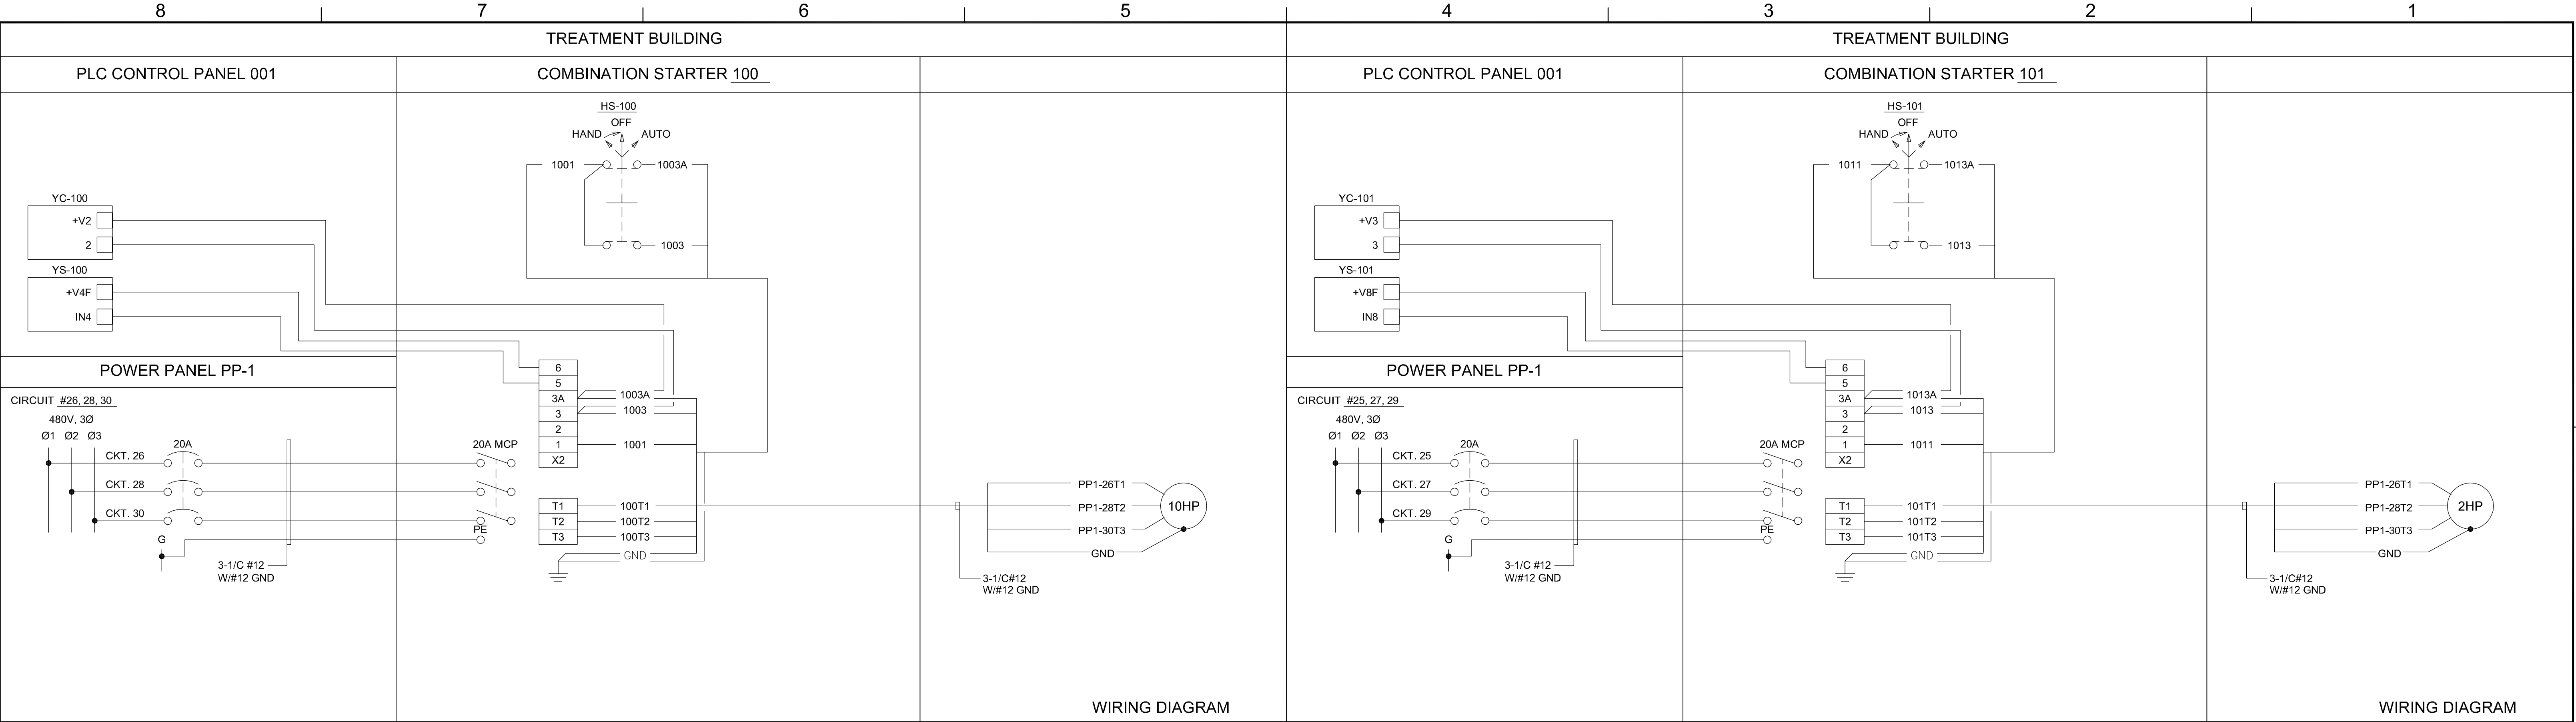 8 7 6 5 4 3 2 1
TREATMENT BUILDING
PLC CONTROL PANEL 001
COMBINATION STARTER 100
HS-100
OFF
HAND AUTO
1001 1003A
1003
YC-100
+V2
2
YS-100
+V4F
IN4
6
5
3A 1003A
3 1003
2
1 1001
X2
POWER PANEL PP-1
CIRCUIT #26, 28, 30
480V, 3Ø
Ø1 Ø2 Ø3
20A
20A MCP
CKT. 26
CKT. 28
CKT. 30
PE
G
3-1/C #12
W/#12 GND
T1 100T1
T2 100T2
T3 100T3
GND
PP1-26T1
PP1-28T2
PP1-30T3
GND
10HP
3-1/C#12
W/#12 GND
WIRING DIAGRAM
TREATMENT BUILDING
PLC CONTROL PANEL 001
COMBINATION STARTER 101
HS-101
OFF
HAND AUTO
1011 1013A
1013
YC-101
+V3
3
YS-101
+V8F
IN8
6
5
3A 1013A
3 1013
2
1 1011
X2
POWER PANEL PP-1
CIRCUIT #25, 27, 29
480V, 3Ø
Ø1 Ø2 Ø3
20A
20A MCP
CKT. 25
CKT. 27
CKT. 29
PE
G
3-1/C #12
W/#12 GND
T1 101T1
T2 101T2
T3 101T3
GND
PP1-26T1
PP1-28T2
PP1-30T3
GND
2HP
3-1/C#12
W/#12 GND
WIRING DIAGRAM